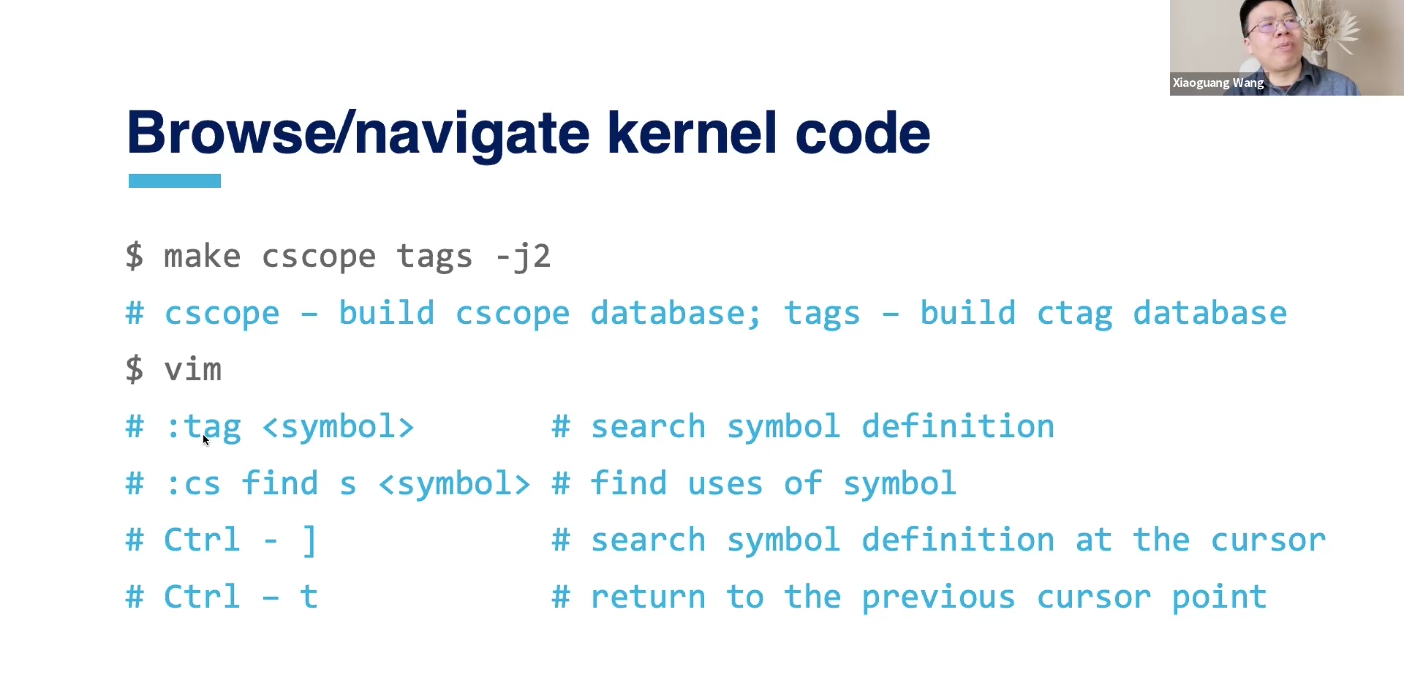 Xiaoguang Wang
Browse/navigate kernel code
$ make cscope tags -j2
# cscope – build cscope database; tags – build ctag database
$ vim
# :tag <symbol> # search symbol definition
# :cs find s <symbol> # find uses of symbol
# Ctrl - ] # search symbol definition at the cursor
# Ctrl – t # return to the previous cursor point